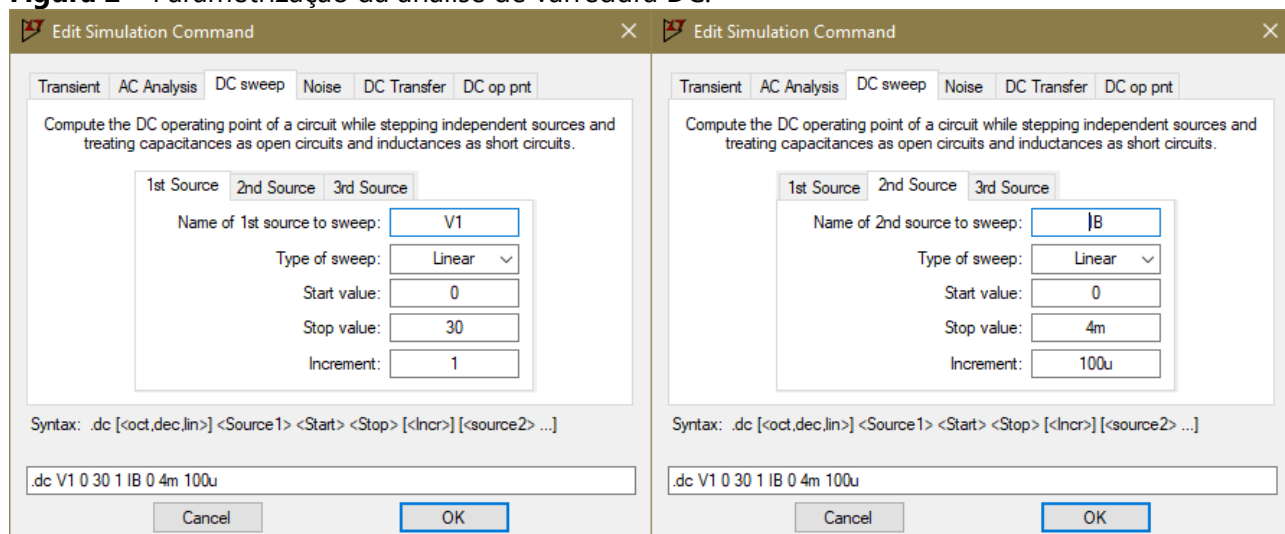 Figura 2 – Parametrização da análise de varredura DC.
Edit Simulation Command
Transient AC Analysis DC sweep Noise DC Transfer DC op pnt
Compute the DC operating point of a circuit while stepping independent sources and
treating capacitances as open circuits and inductances as short circuits.
1st Source 2nd Source 3rd Source
Name of 1st source to sweep: V1
Type of sweep: Linear
Start value: 0
Stop value: 30
Increment: 1
Syntax: .dc [<oct,dec,lin>] <Source1> <Start> <Stop> [<Incr>] [<source2> ...]
.dc V1 0 30 1 IB 0 4m 100u
Cancel OK
Edit Simulation Command
Transient AC Analysis DC sweep Noise DC Transfer DC op pnt
Compute the DC operating point of a circuit while stepping independent sources and
treating capacitances as open circuits and inductances as short circuits.
1st Source 2nd Source 3rd Source
Name of 2nd source to sweep: IB
Type of sweep: Linear
Start value: 0
Stop value: 4m
Increment: 100u
Syntax: .dc [<oct,dec,lin>] <Source1> <Start> <Stop> [<Incr>] [<source2> ...]
.dc V1 0 30 1 IB 0 4m 100u
Cancel OK